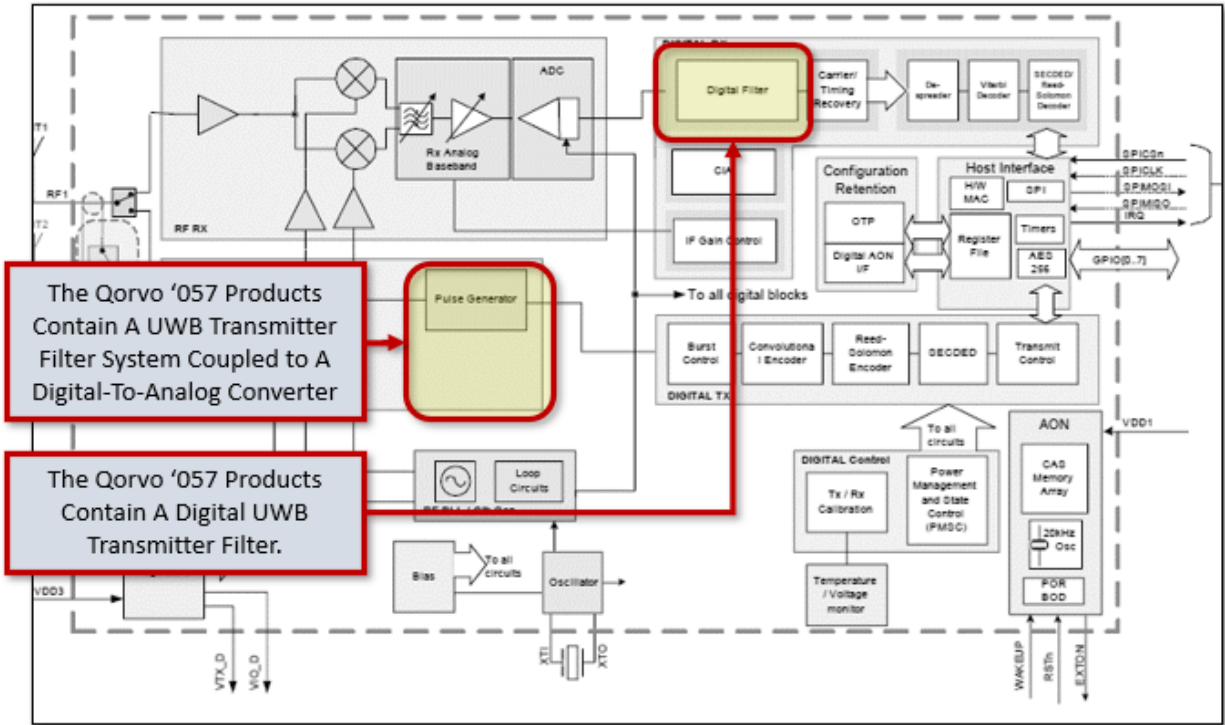 DIGITAL
ADC
Digital Filter
Carrier/
Timing
Recovery
De-
spreader
Viterbi
Decoder
SECDED/
Reed-
Solomon
Decoder
Rx Analog
Baseband
CIA
RF1
RF RX
IF Gain Control
Configuration
Retention
OTP
Digital AON
I/F
Host Interface
H/W
MAC
SPI
Register
File
Timers
AES
256
SPICSn
SPICLK
SPIMOSI
SPIMISO
IRQ
GPIO[0..7]
The Qorvo ‘057 Products
Contain A UWB Transmitter
Filter System Coupled to A
Digital-To-Analog Converter
Pulse Generator
To all digital blocks
Burst
Control
Convolutiona
l Encoder
Reed-
Solomon
Encoder
SECDED
Transmit
Control
DIGITAL TX
The Qorvo ‘057 Products
Contain A Digital UWB
Transmitter Filter.
Loop
Circuits
To all
circuits
DIGITAL Control
Tx / Rx
Calibration
Power
Management
and State
Control
(PMSC)
AON
CAS
Memory
Array
20kHz
Osc
POR
BOD
VDD1
Bias
To all
circuits
Oscillator
Temperature
/ Voltage
monitor
VDD3
VTX_D
VIO_D
XTI
XTO
WAKEUP
RSTn
EXTON